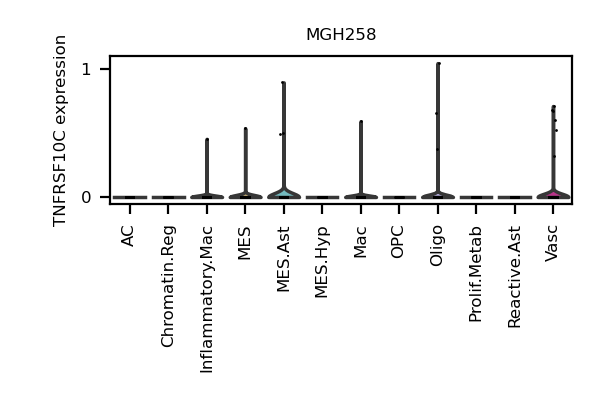 MGH258
TNFRSF10C expression
1
0
AC
Chromatin.Reg
Inflammatory.Mac
MES
MES.Ast
MES.Hyp
Mac
OPC
Oligo
Prolif.Metab
Reactive.Ast
Vasc